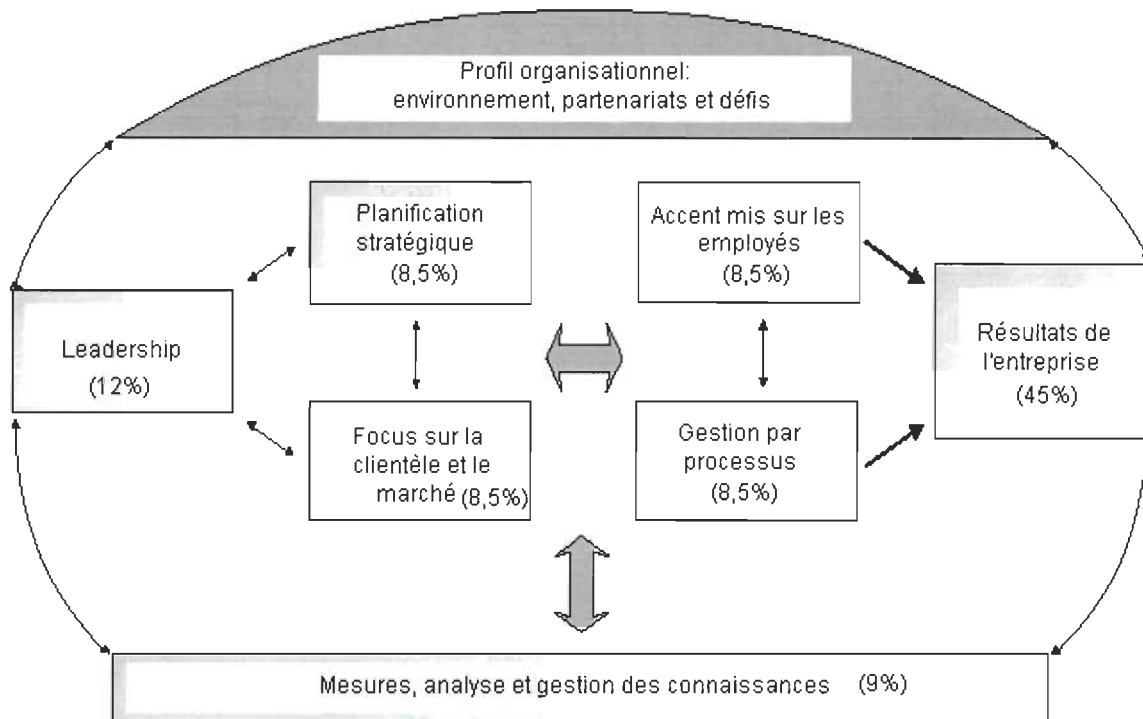 Profil organisationnel:
environnement, partenariats et défis
Planification
stratégique
(8,5%)
Accent mis sur les
employés
(8,5%)
Leadership
(12%)
Résultats de
l'entreprise
(45%)
Focus sur la
clientèle et le
marché (8,5%)
Gestion par
processus
(8,5%)
Mesures, analyse et gestion des connaissances (9%)